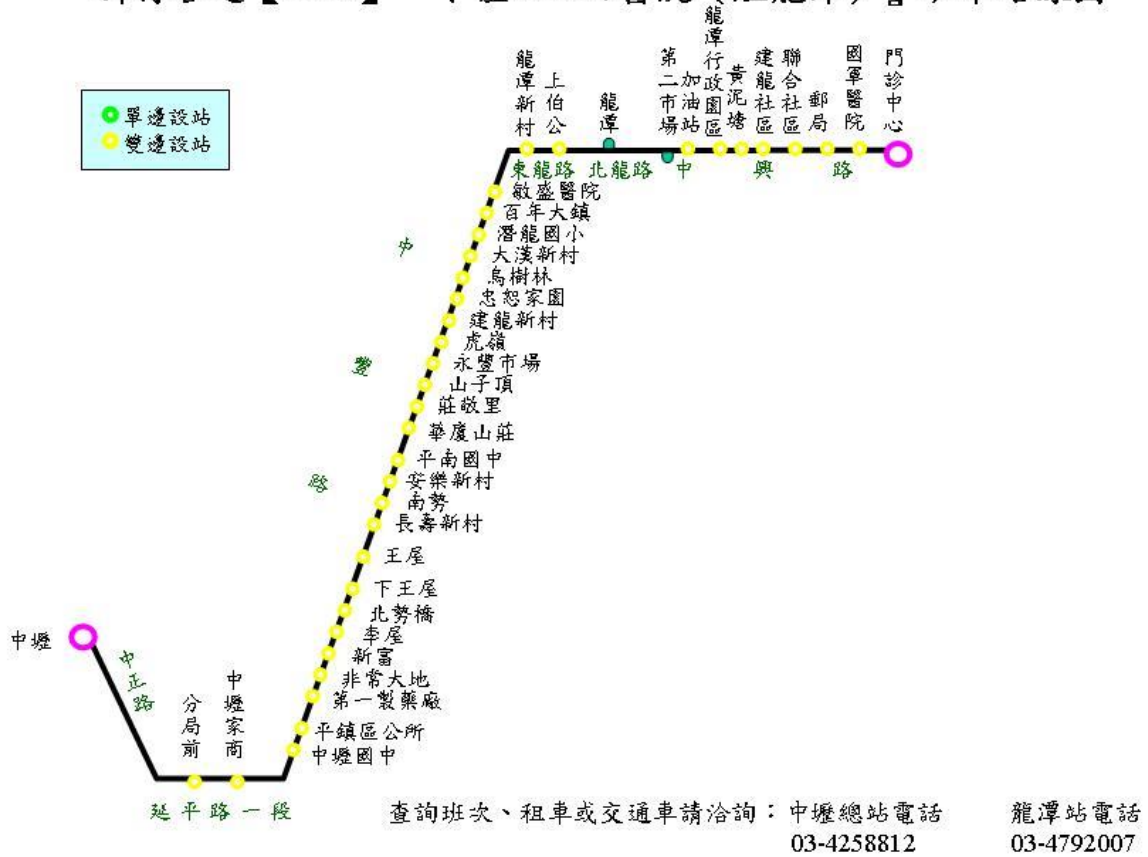 單邊設站
雙邊設站
龍潭新村
上伯公
龍潭
第二市場
加油站
龍潭行政園區
黃泥塘
建龍社區
聯合社區
郵局
國軍醫院
門診中心
東龍路
北龍路
中興路
敏盛醫院
百年大鎮
潛龍國小
大漢新村
烏樹林
忠恕家園
建龍新村
虎嶺
永豐市場
山子頂
莊敬里
華廈山莊
平南國中
安樂新村
南勢
長壽新村
王屋
下王屋
北勢橋
李屋
新富
非常大地
第一製藥廠
平鎮區公所
中壢國中
中豐路
中壢
中正路
分局前
中壢家商
延平路一段
查詢班次、租車或交通車請洽詢：中壢總站電話 龍潭站電話
03-4258812 03-4792007